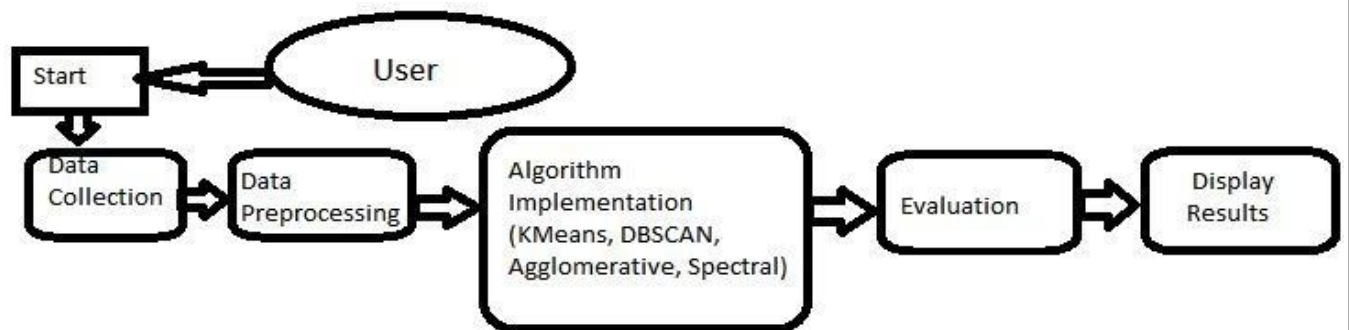 User
Start
Data
Collection
Data
Preprocessing
Algorithm
Implementation
(KMeans, DBSCAN,
Agglomerative, Spectral)
Evaluation
Display
Results